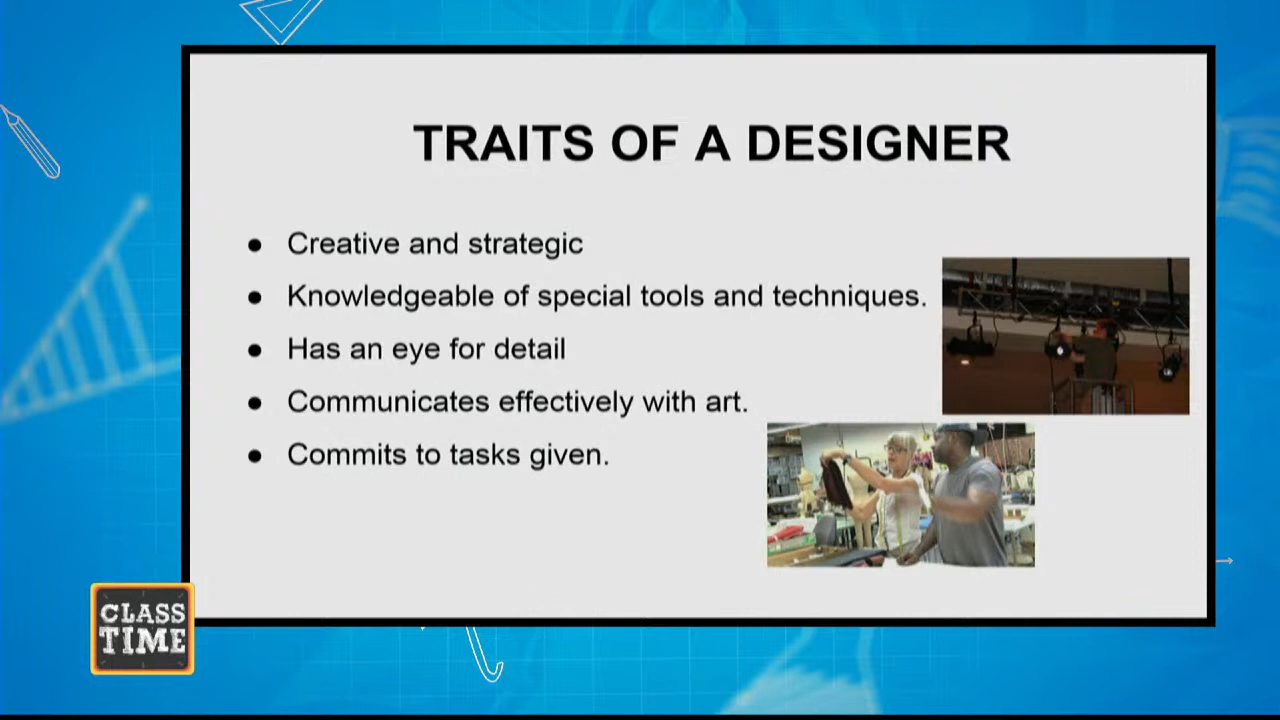 TRAITS OF A DESIGNER
● Creative and strategic
● Knowledgeable of special tools and techniques.
● Has an eye for detail
● Communicates effectively with art.
● Commits to tasks given.
CLASS
TIME